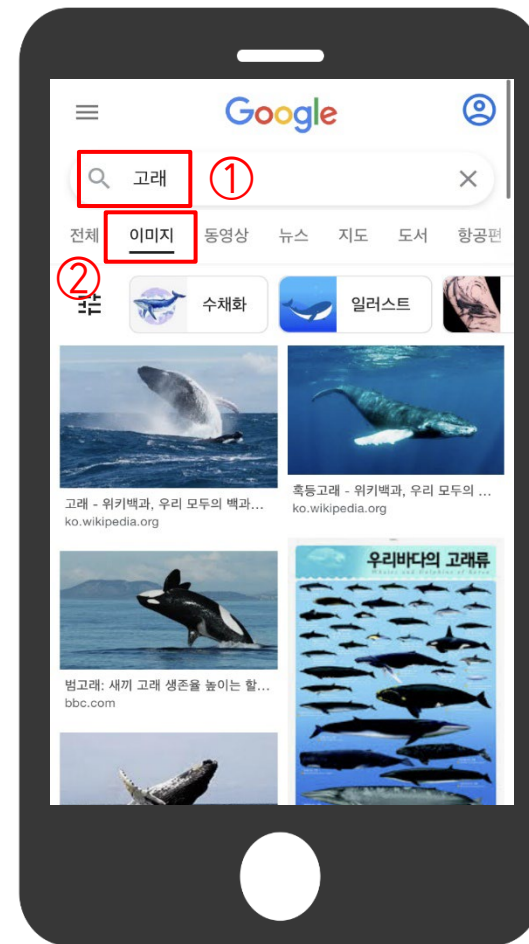 Google
고래
①
전체 이미지 동영상 뉴스 지도 도서 항공편
②
수채화 일러스트
고래 - 위키백과, 우리 모두의 백과...
ko.wikipedia.org
혹등고래 - 위키백과, 우리 모두의 ...
ko.wikipedia.org
우리바다의 고래류
범고래: 새끼 고래 생존율 높이는 할...
bbc.com